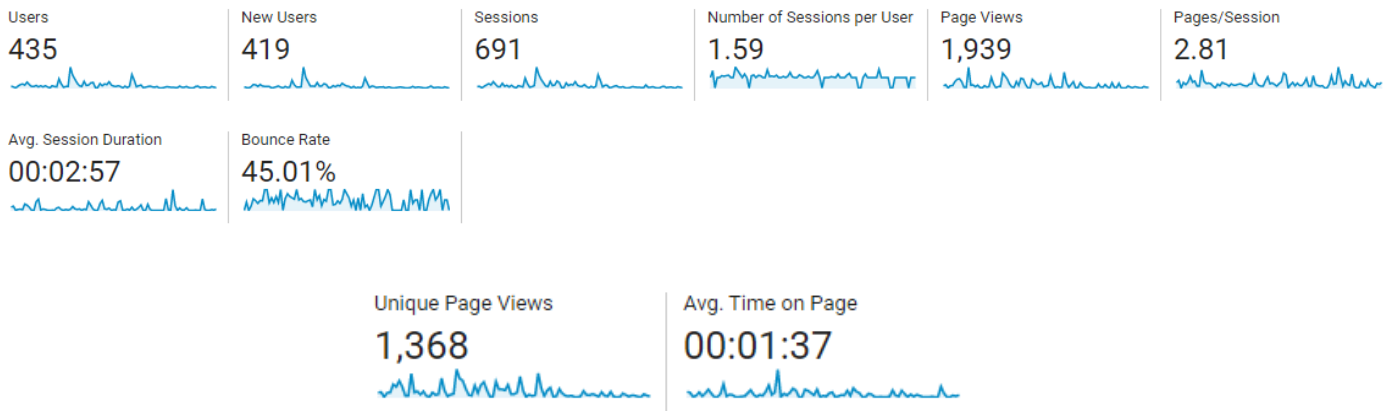 Users
435
New Users
419
Sessions
691
Number of Sessions per User
1.59
Page Views
1,939
Pages/Session
2.81
Avg. Session Duration
00:02:57
Bounce Rate
45.01%
Unique Page Views
1,368
Avg. Time on Page
00:01:37